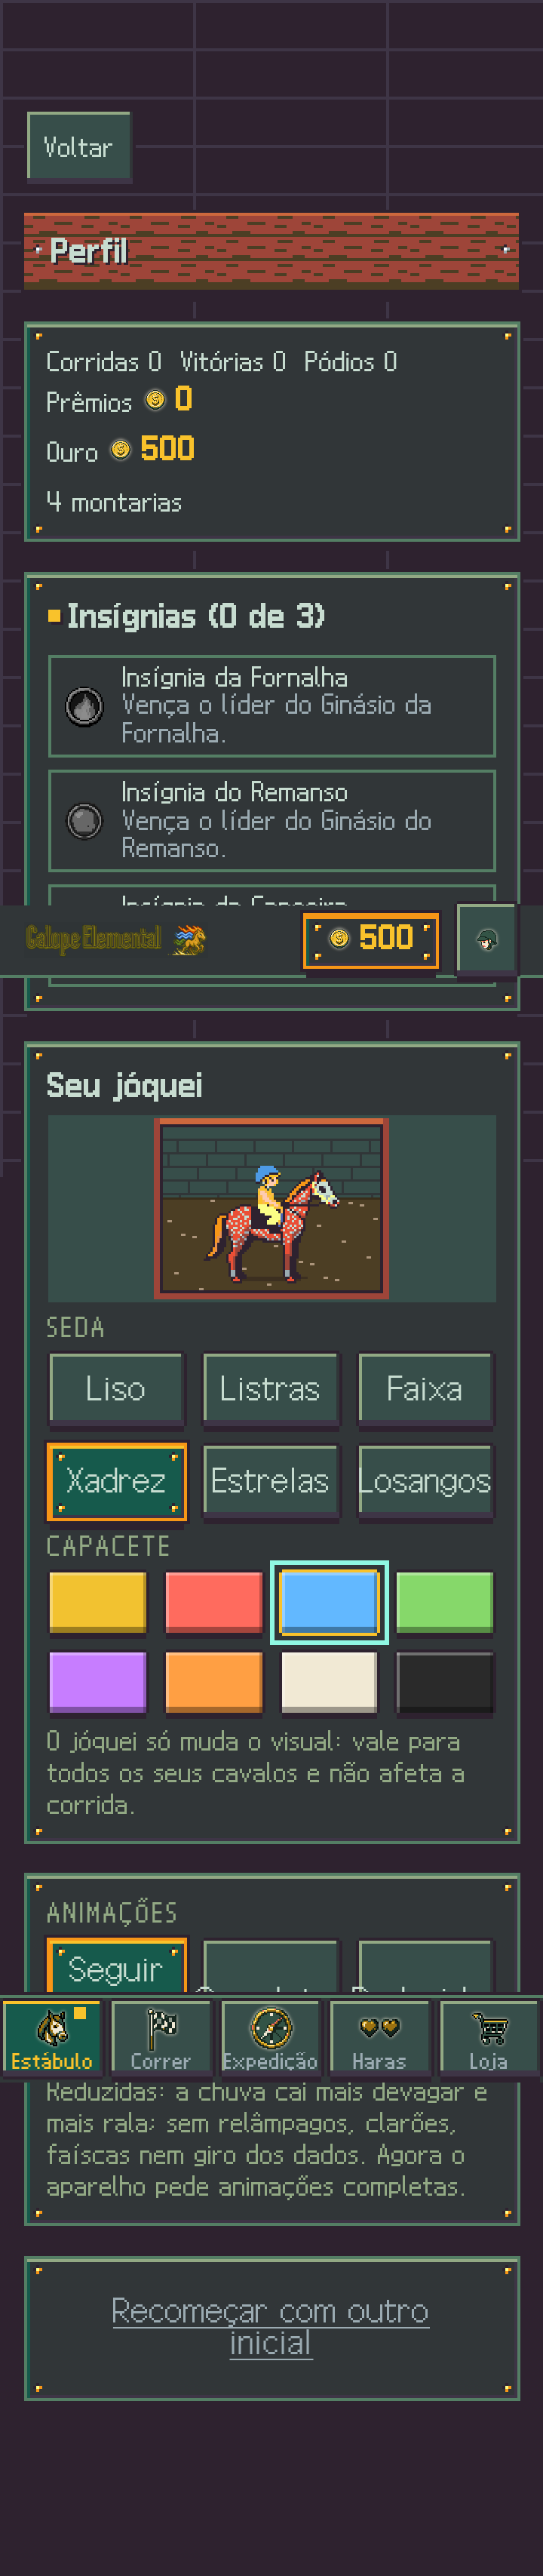 Voltar
Perfil
Corridas 0 Vitórias 0 Pódios 0
Prêmios 0
Ouro 500
4 montarias
Insígnias (0 de 3)
Insígnia da Fornalha
Vença o líder do Ginásio da
Fornalha.
Insígnia do Remanso
Vença o líder do Ginásio do
Remanso.
Galope Elemental 500
Seu jóquei
SEDA
Liso Listras Faixa
Xadrez Estrelas Losangos
CAPACETE
O jóquei só muda o visual: vale para
todos os seus cavalos e não afeta a
corrida.
ANIMAÇÕES
Seguir
Estábulo Correr Expedição Haras Loja
Reduzidas: a chuva cai mais devagar e
mais rala; sem relâmpagos, clarões,
faíscas nem giro dos dados. Agora o
aparelho pede animações completas.
Recomeçar com outro
inicial